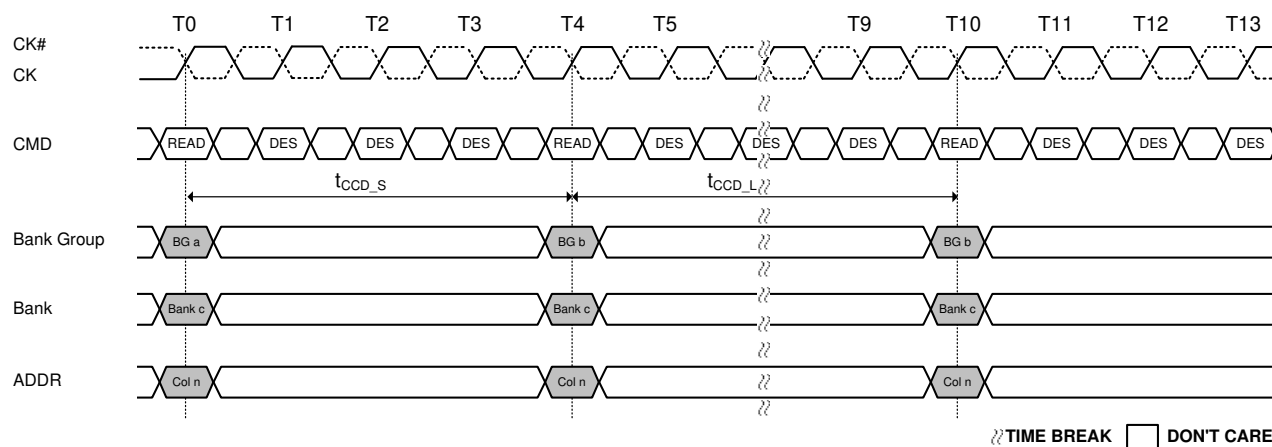 T0 T1 T2 T3 T4 T5 T9 T10 T11 T12 T13
CK#
CK
CMD READ DES DES DES READ DES DES DES READ DES DES DES
tCCD_S tCCD_L
Bank Group BG a BG b BG b
Bank Bank c Bank c Bank c
ADDR Col n Col n Col n
TIME BREAK DON'T CARE